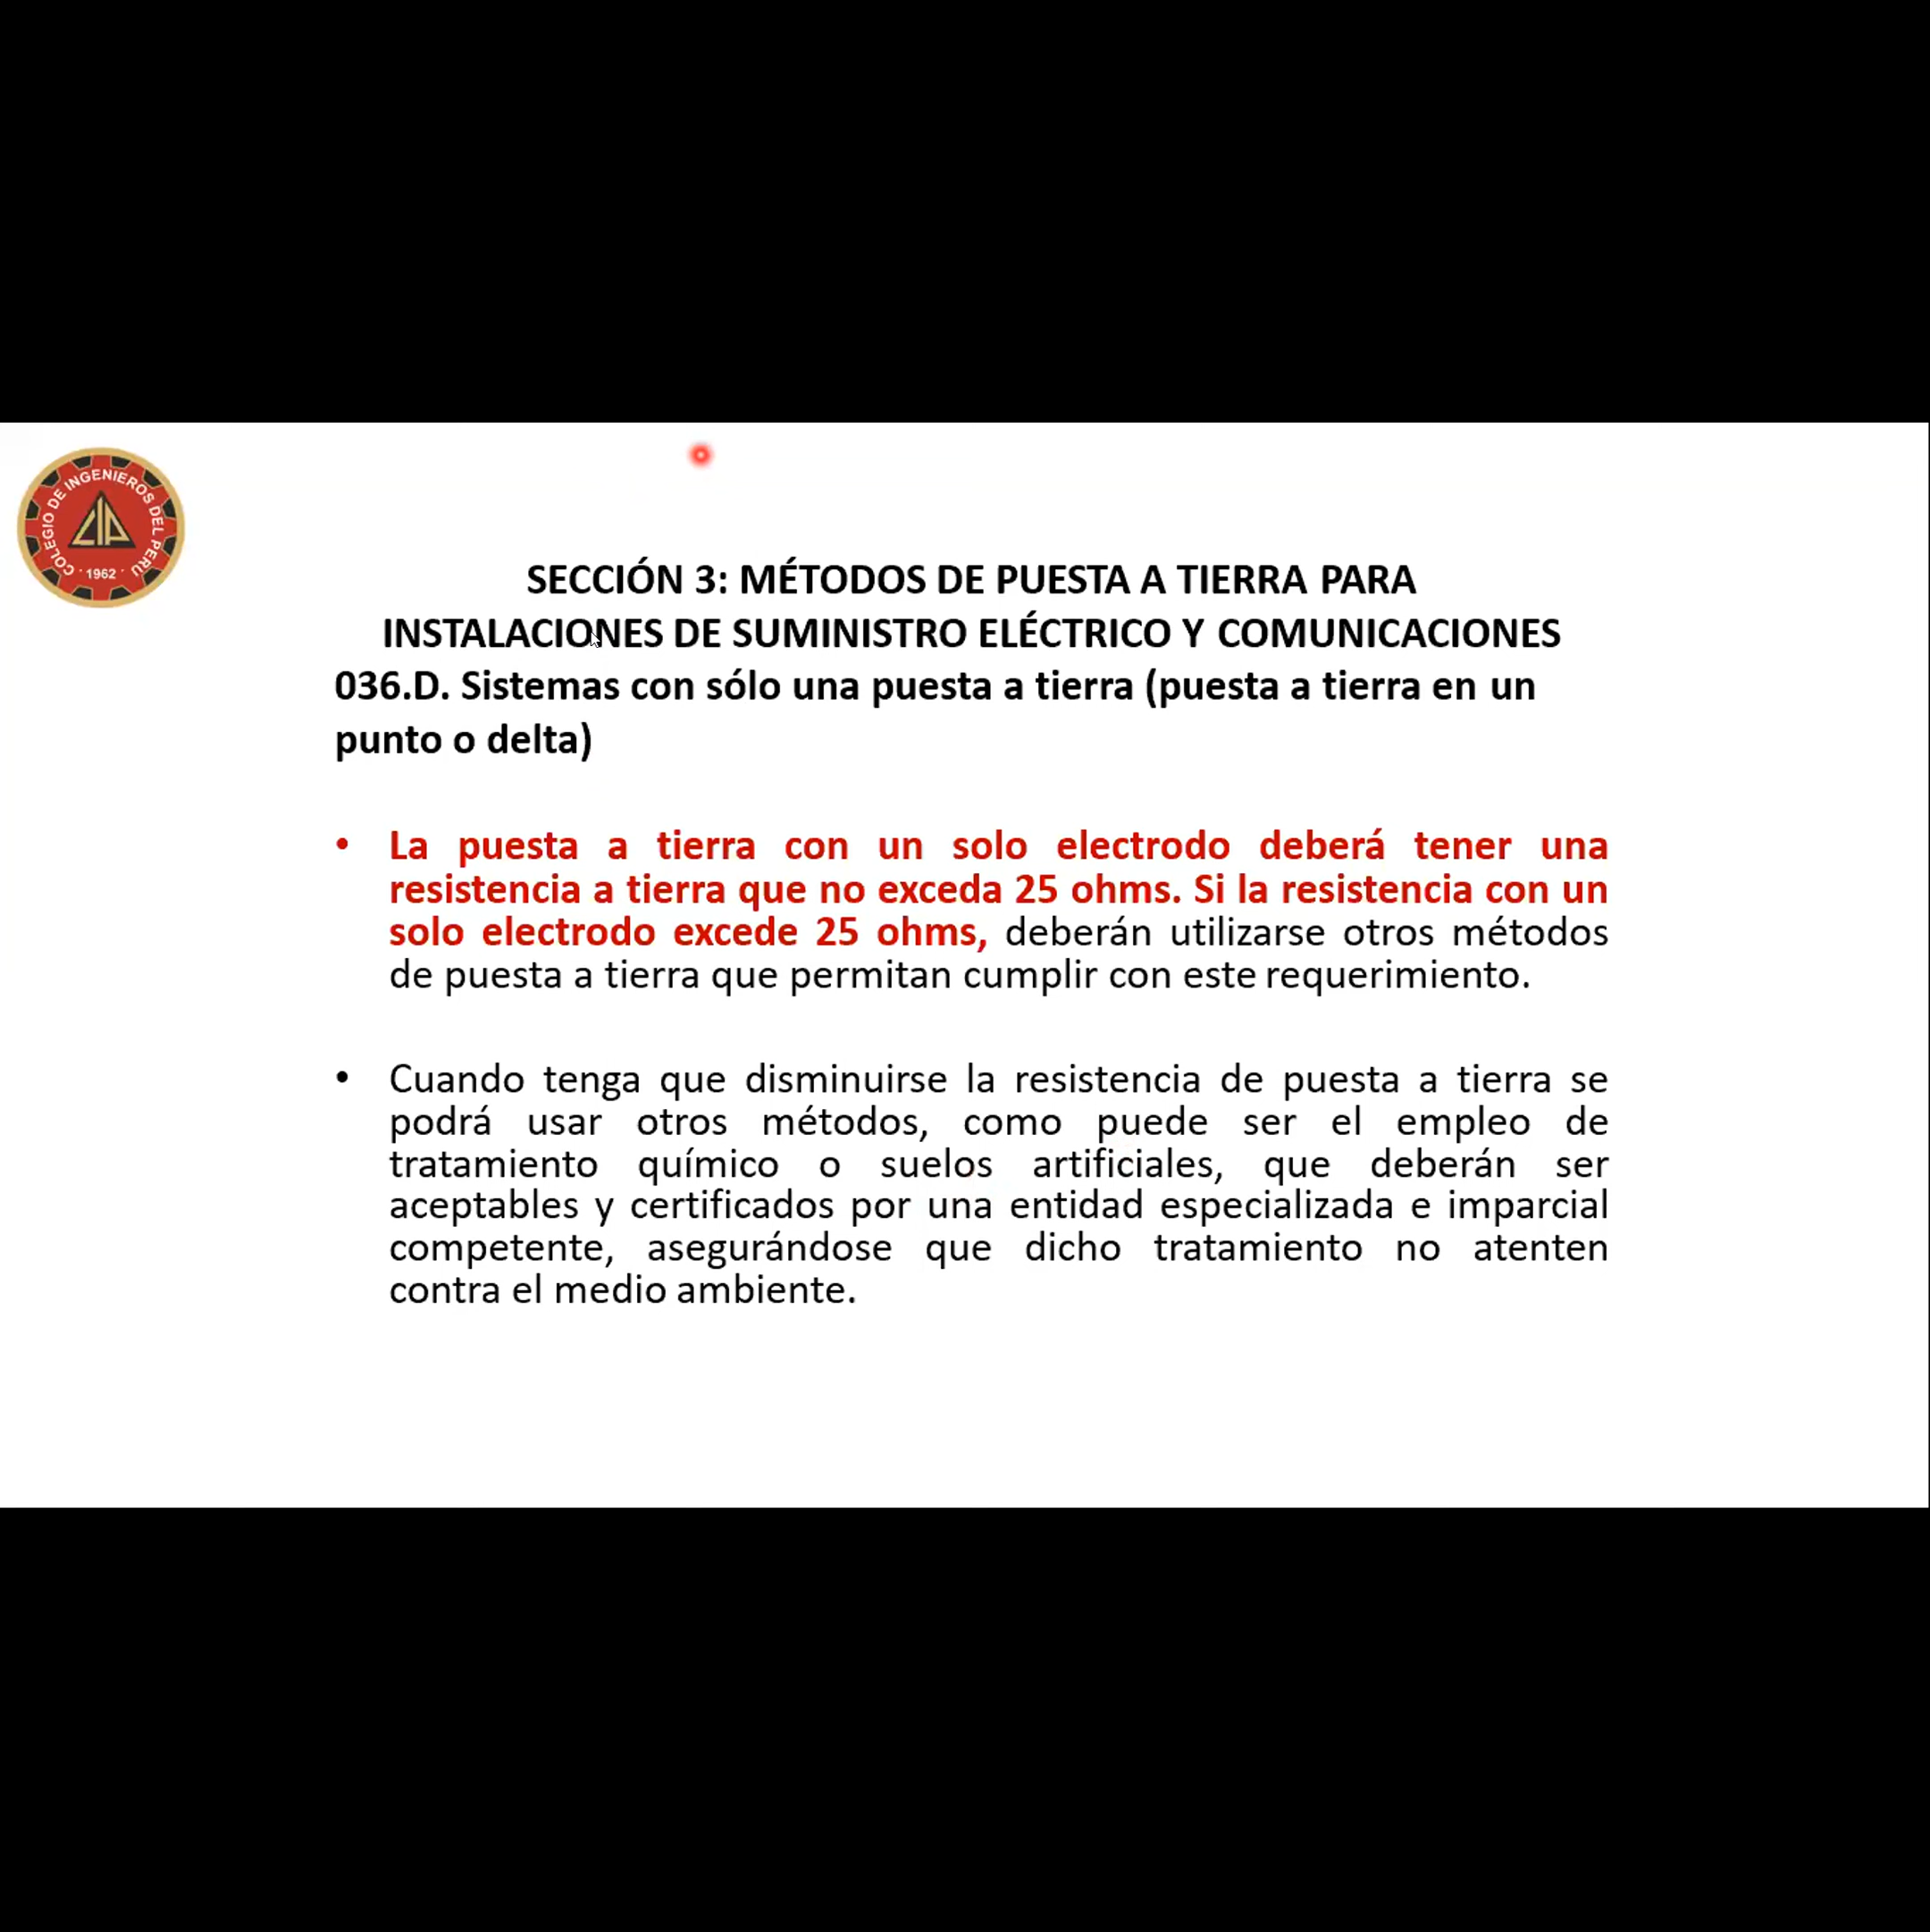 COLEGIO DE INGENIEROS DEL PERU
CIP
· 1962 ·
SECCIÓN 3: MÉTODOS DE PUESTA A TIERRA PARA
INSTALACIONES DE SUMINISTRO ELÉCTRICO Y COMUNICACIONES
036.D. Sistemas con sólo una puesta a tierra (puesta a tierra en un
punto o delta)
• La puesta a tierra con un solo electrodo deberá tener una
resistencia a tierra que no exceda 25 ohms. Si la resistencia con un
solo electrodo excede 25 ohms, deberán utilizarse otros métodos
de puesta a tierra que permitan cumplir con este requerimiento.
• Cuando tenga que disminuirse la resistencia de puesta a tierra se
podrá usar otros métodos, como puede ser el empleo de
tratamiento químico o suelos artificiales, que deberán ser
aceptables y certificados por una entidad especializada e imparcial
competente, asegurándose que dicho tratamiento no atenten
contra el medio ambiente.